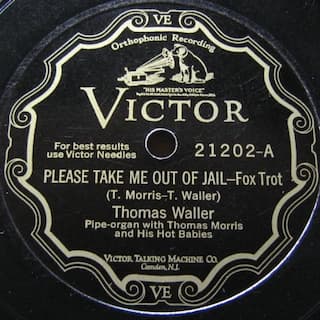 VE
Orthophonic Recording
"HIS MASTER'S VOICE"
VICTOR
For best results
use Victor Needles
21202-A
PLEASE TAKE ME OUT OF JAIL—Fox Trot
(T. Morris-T. Waller)
Thomas Waller
Pipe-organ with Thomas Morris
and His Hot Babies
VICTOR TALKING MACHINE CO.
Camden, N.J.
VE